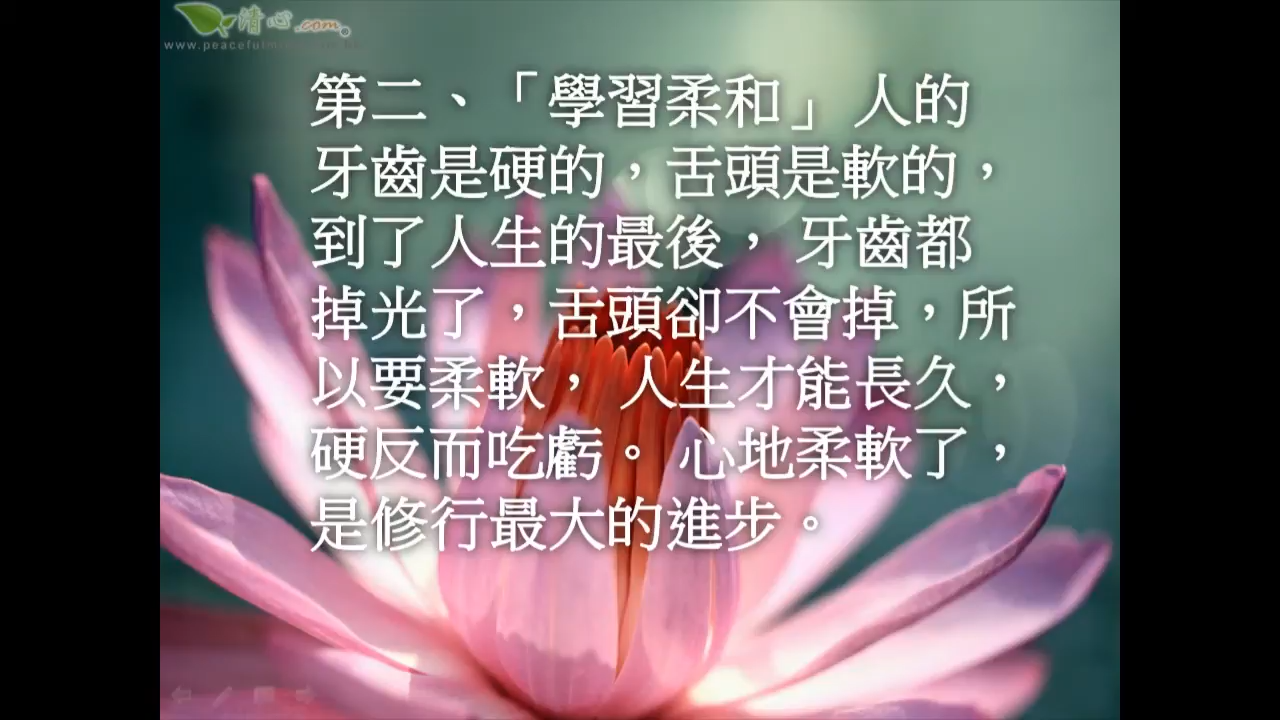 清心.com
www.peacefulm
第二、「學習柔和」 人的
牙齒是硬的，舌頭是軟的，
到了人生的最後， 牙齒都
掉光了，舌頭卻不會掉，所
以要柔軟， 人生才能長久，
硬反而吃虧。 心地柔軟了，
是修行最大的進步。